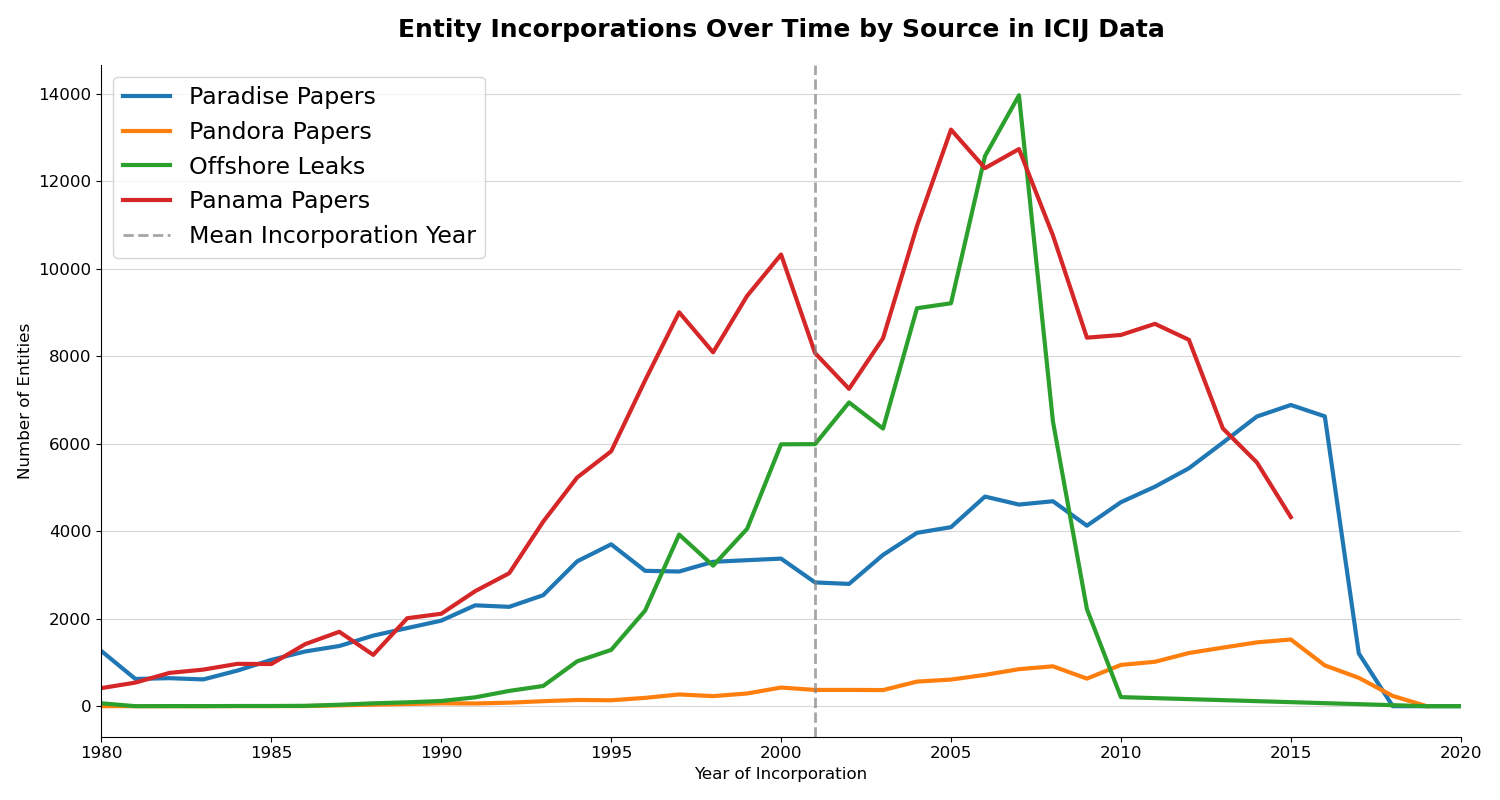 Entity Incorporations Over Time by Source in ICIJ Data
Paradise Papers
Pandora Papers
Offshore Leaks
Panama Papers
Mean Incorporation Year
14000
12000
10000
8000
6000
4000
2000
0
Number of Entities
1980 1985 1990 1995 2000 2005 2010 2015 2020
Year of Incorporation